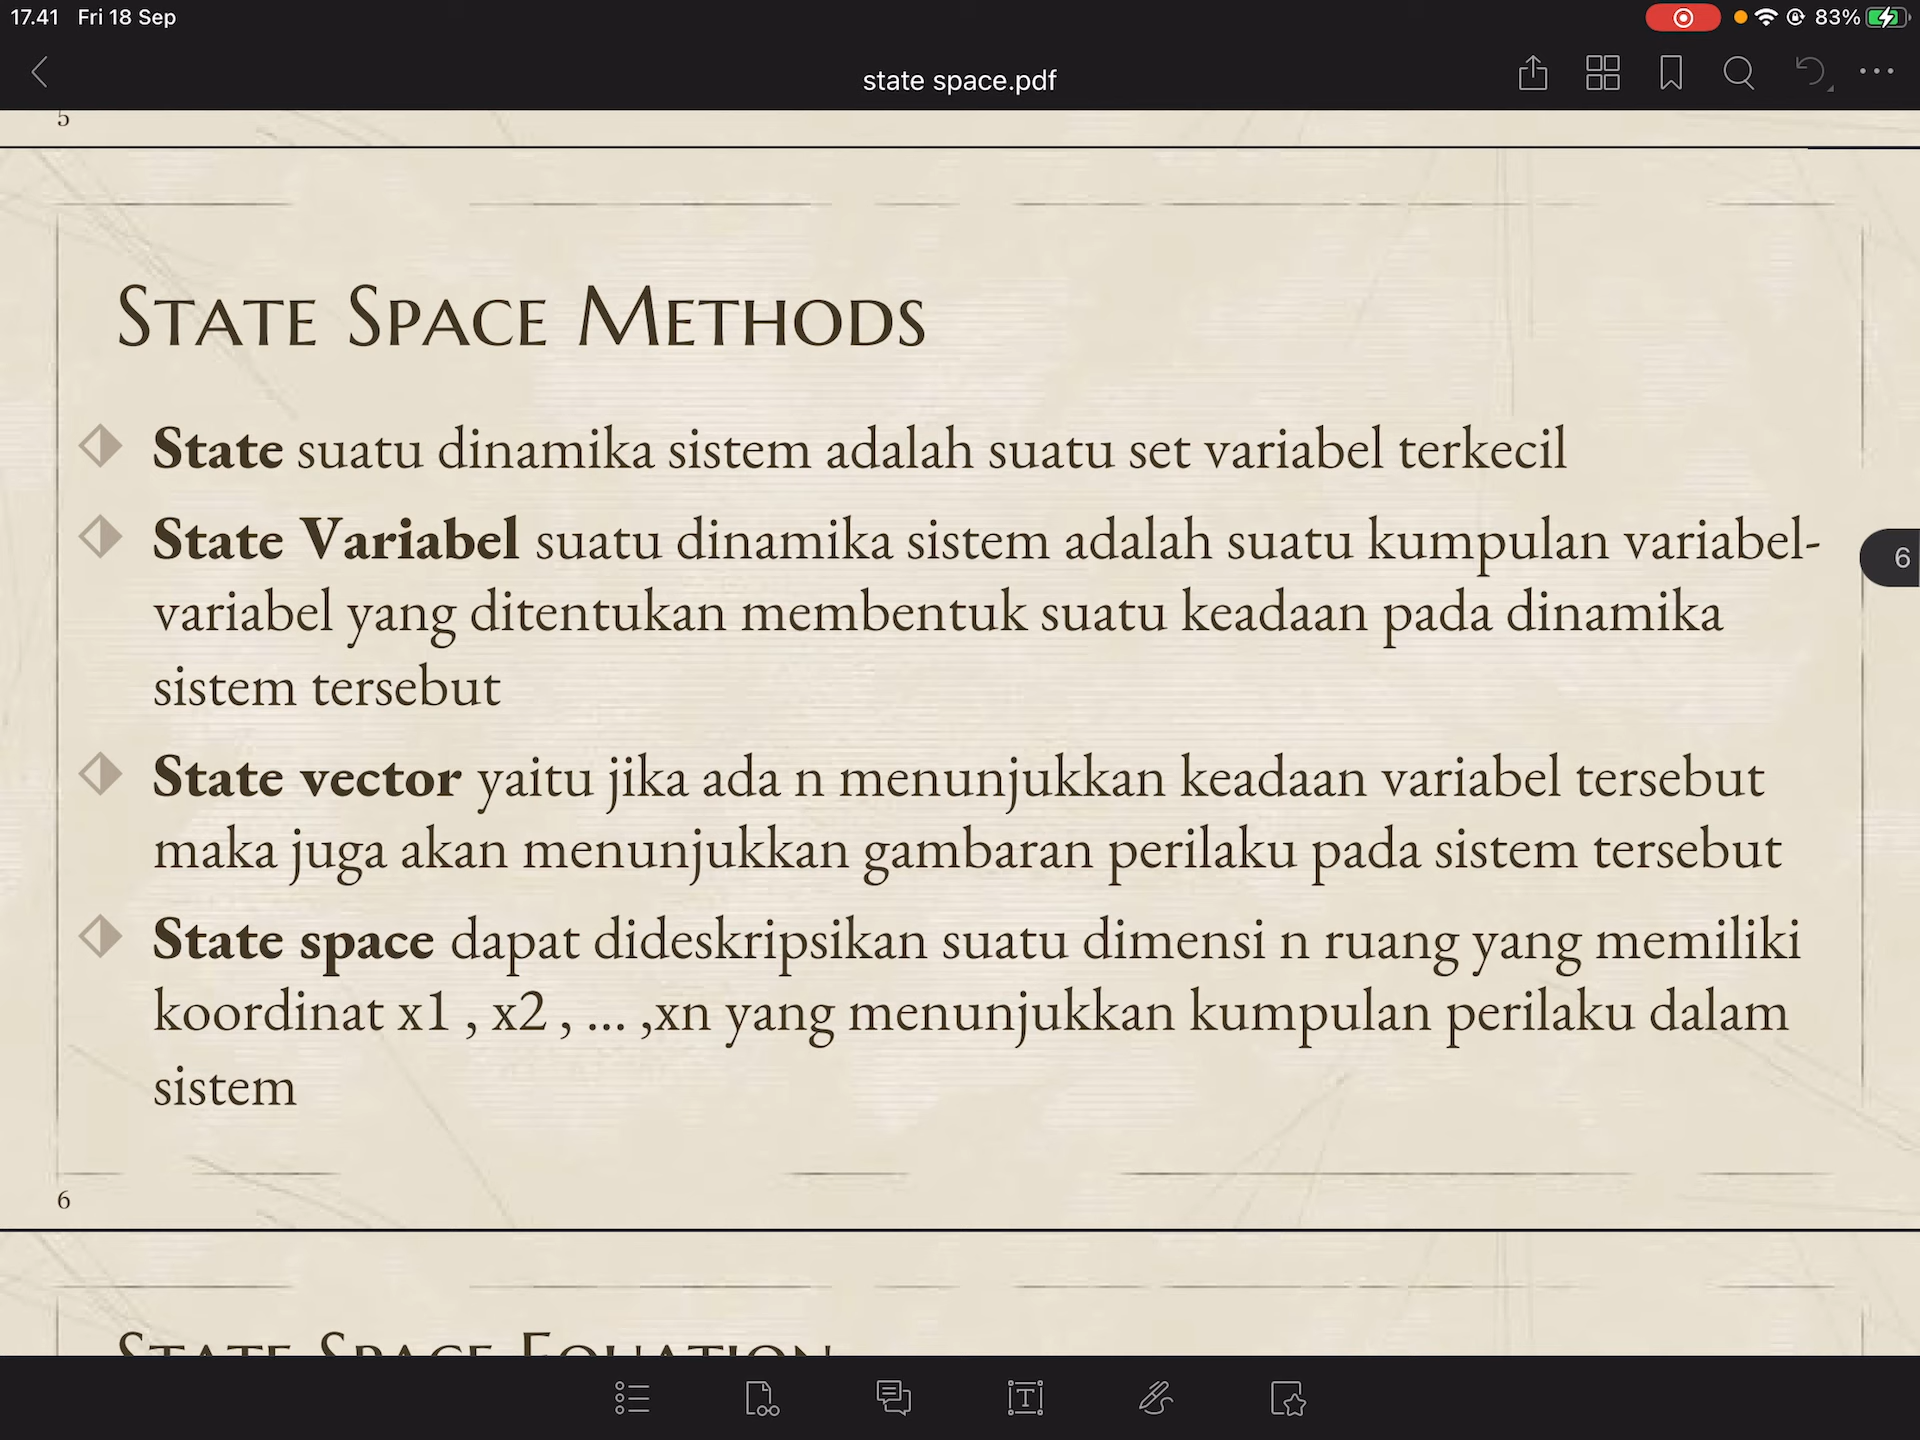 17.41 Fri 18 Sep
83%
state space.pdf
5
State Space Methods
State suatu dinamika sistem adalah suatu set variabel terkecil
State Variabel suatu dinamika sistem adalah suatu kumpulan variabel-
variabel yang ditentukan membentuk suatu keadaan pada dinamika
sistem tersebut
6
State vector yaitu jika ada n menunjukkan keadaan variabel tersebut
maka juga akan menunjukkan gambaran perilaku pada sistem tersebut
State space dapat dideskripsikan suatu dimensi n ruang yang memiliki
koordinat x1 , x2 , ... ,xn yang menunjukkan kumpulan perilaku dalam
sistem
6
State Space Equation